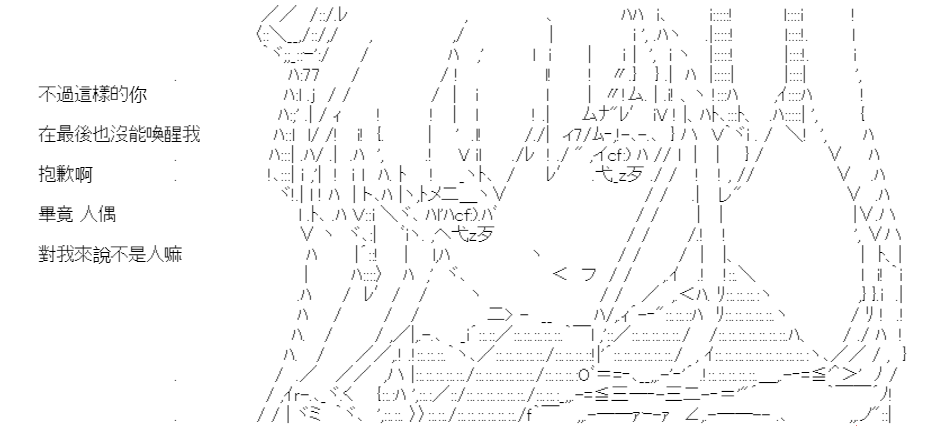 不過這樣的你
在最後也沒能喚醒我
抱歉啊
畢竟 人偶
對我來說不是人嘛